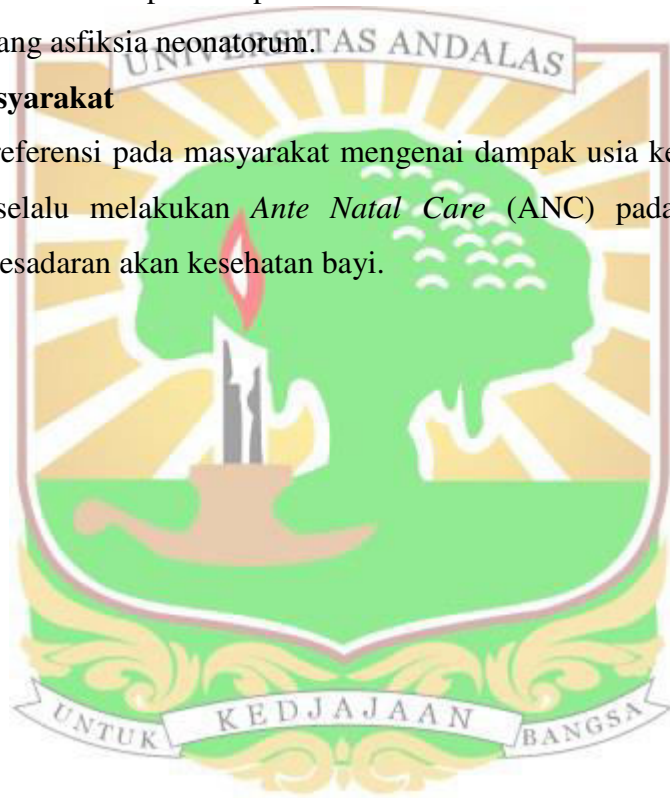 ang asfiksia neonatorum.
UNIVERSITAS ANDALAS
syarakat
referensi pada masyarakat mengenai dampak usia ke
selalu melakukan Ante Natal Care (ANC) pada
esadaran akan kesehatan bayi.
UNTUK KEDJAJAAN BANGSA